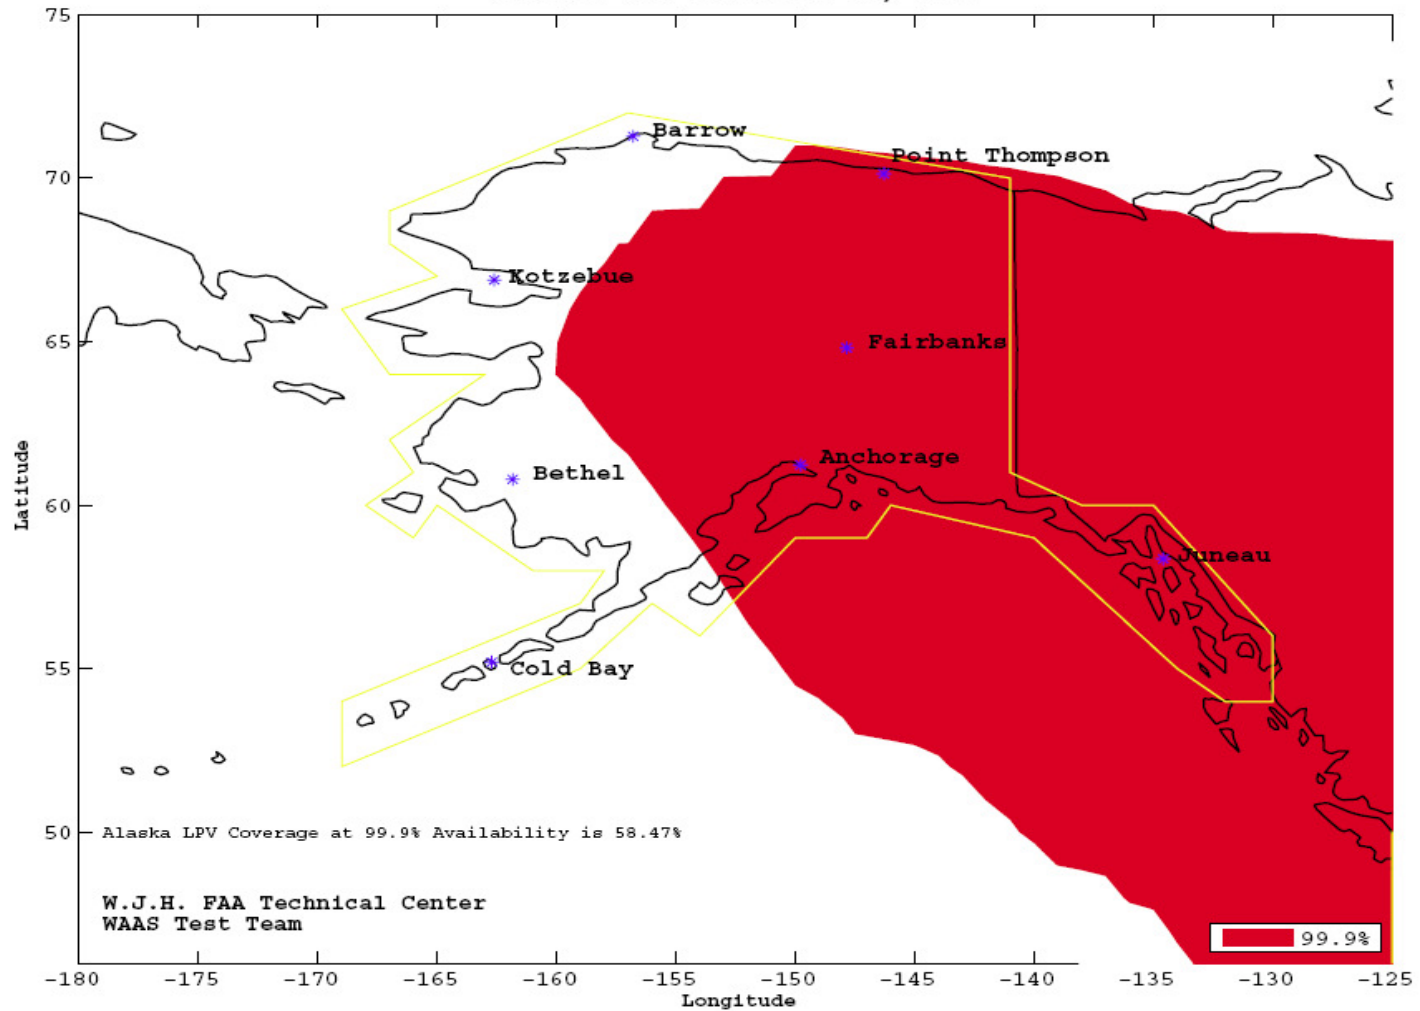 75
70
65
60
55
50
Latitude
Barrow
Point Thompson
Kotzebue
Fairbanks
Anchorage
Bethel
Juneau
Cold Bay
Alaska LPV Coverage at 99.9% Availability is 58.47%
W.J.H. FAA Technical Center
WAAS Test Team
99.9%
-180 -175 -170 -165 -160 -155 -150 -145 -140 -135 -130 -125
Longitude